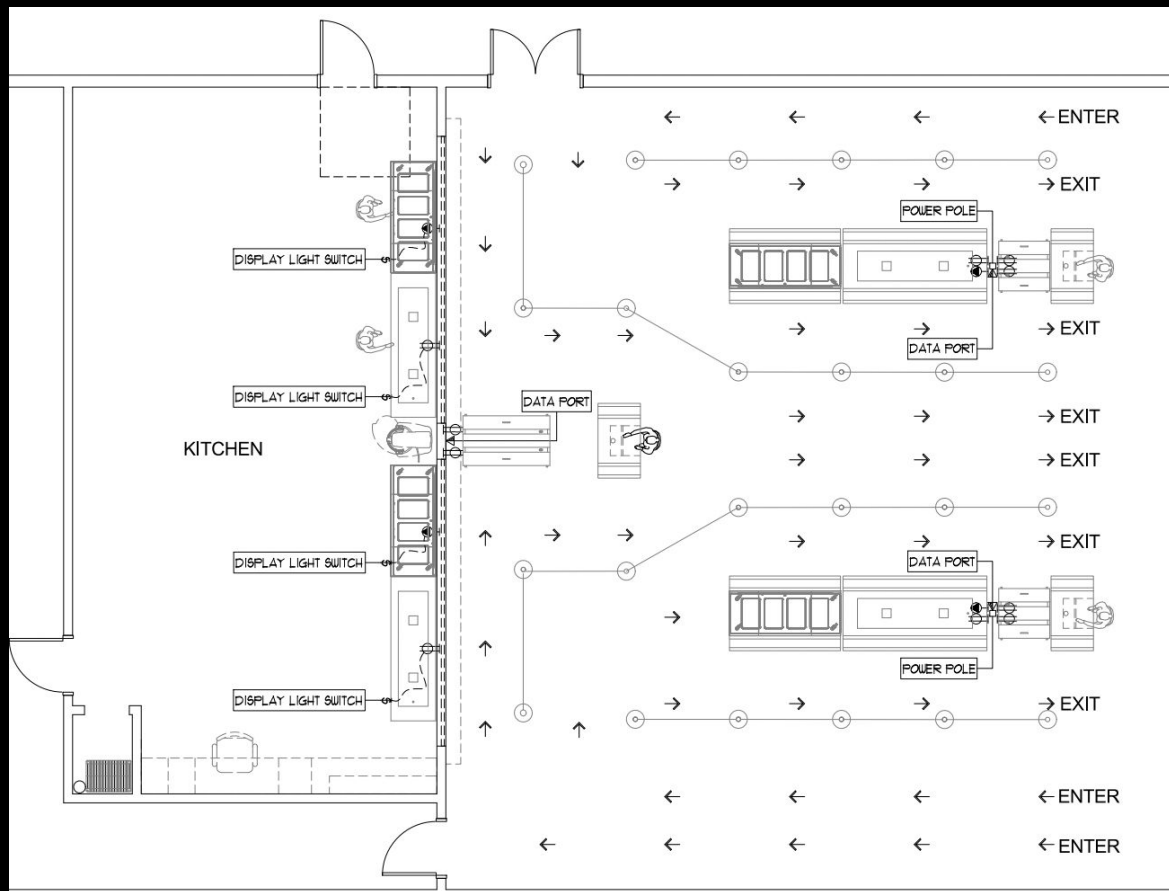 ENTER
EXIT
POWER POLE
DISPLAY LIGHT SWITCH
EXIT
DATA PORT
DISPLAY LIGHT SWITCH
DATA PORT
EXIT
KITCHEN
EXIT
EXIT
DISPLAY LIGHT SWITCH
DATA PORT
POWER POLE
DISPLAY LIGHT SWITCH
EXIT
ENTER
ENTER